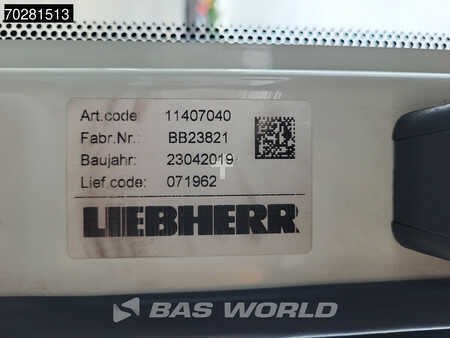 70281513
Art.code 11407040
Fabr.Nr.: BB23821
Baujahr: 23042019
Lief code: 071962
LIEBHERR
BAS WORLD